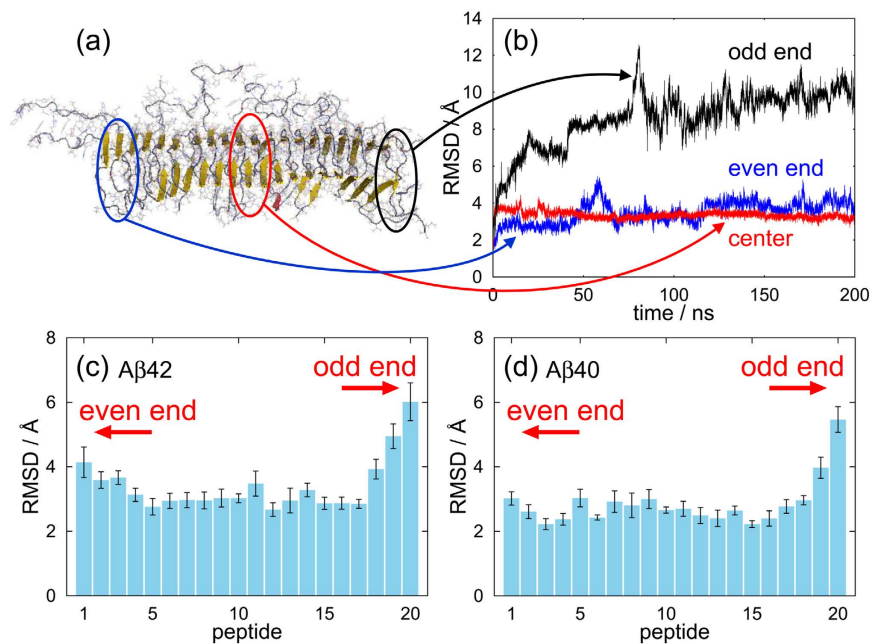 (a)
(b)
14
12
10
8
6
4
2
0
RMSD / Å
odd end
even end
center
0
50
100
150
200
time / ns
(c) Aβ42
odd end
even end
8
6
4
2
0
RMSD / Å
1
5
10
15
20
peptide
(d) Aβ40
odd end
even end
8
6
4
2
0
RMSD / Å
1
5
10
15
20
peptide